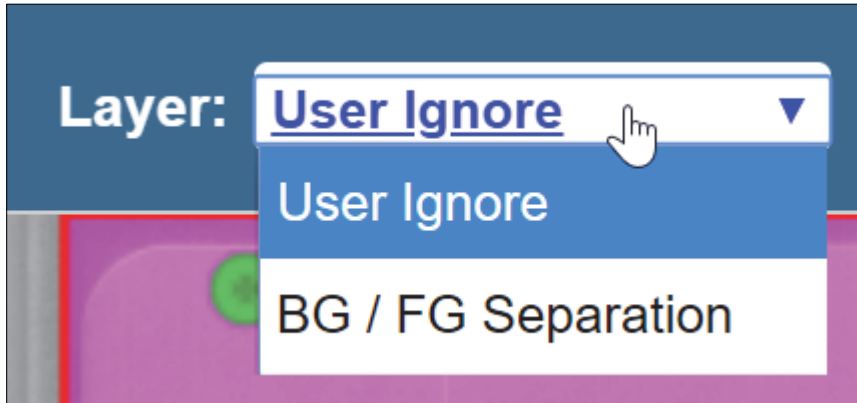 Layer: User Ignore ▼
User Ignore
BG / FG Separation